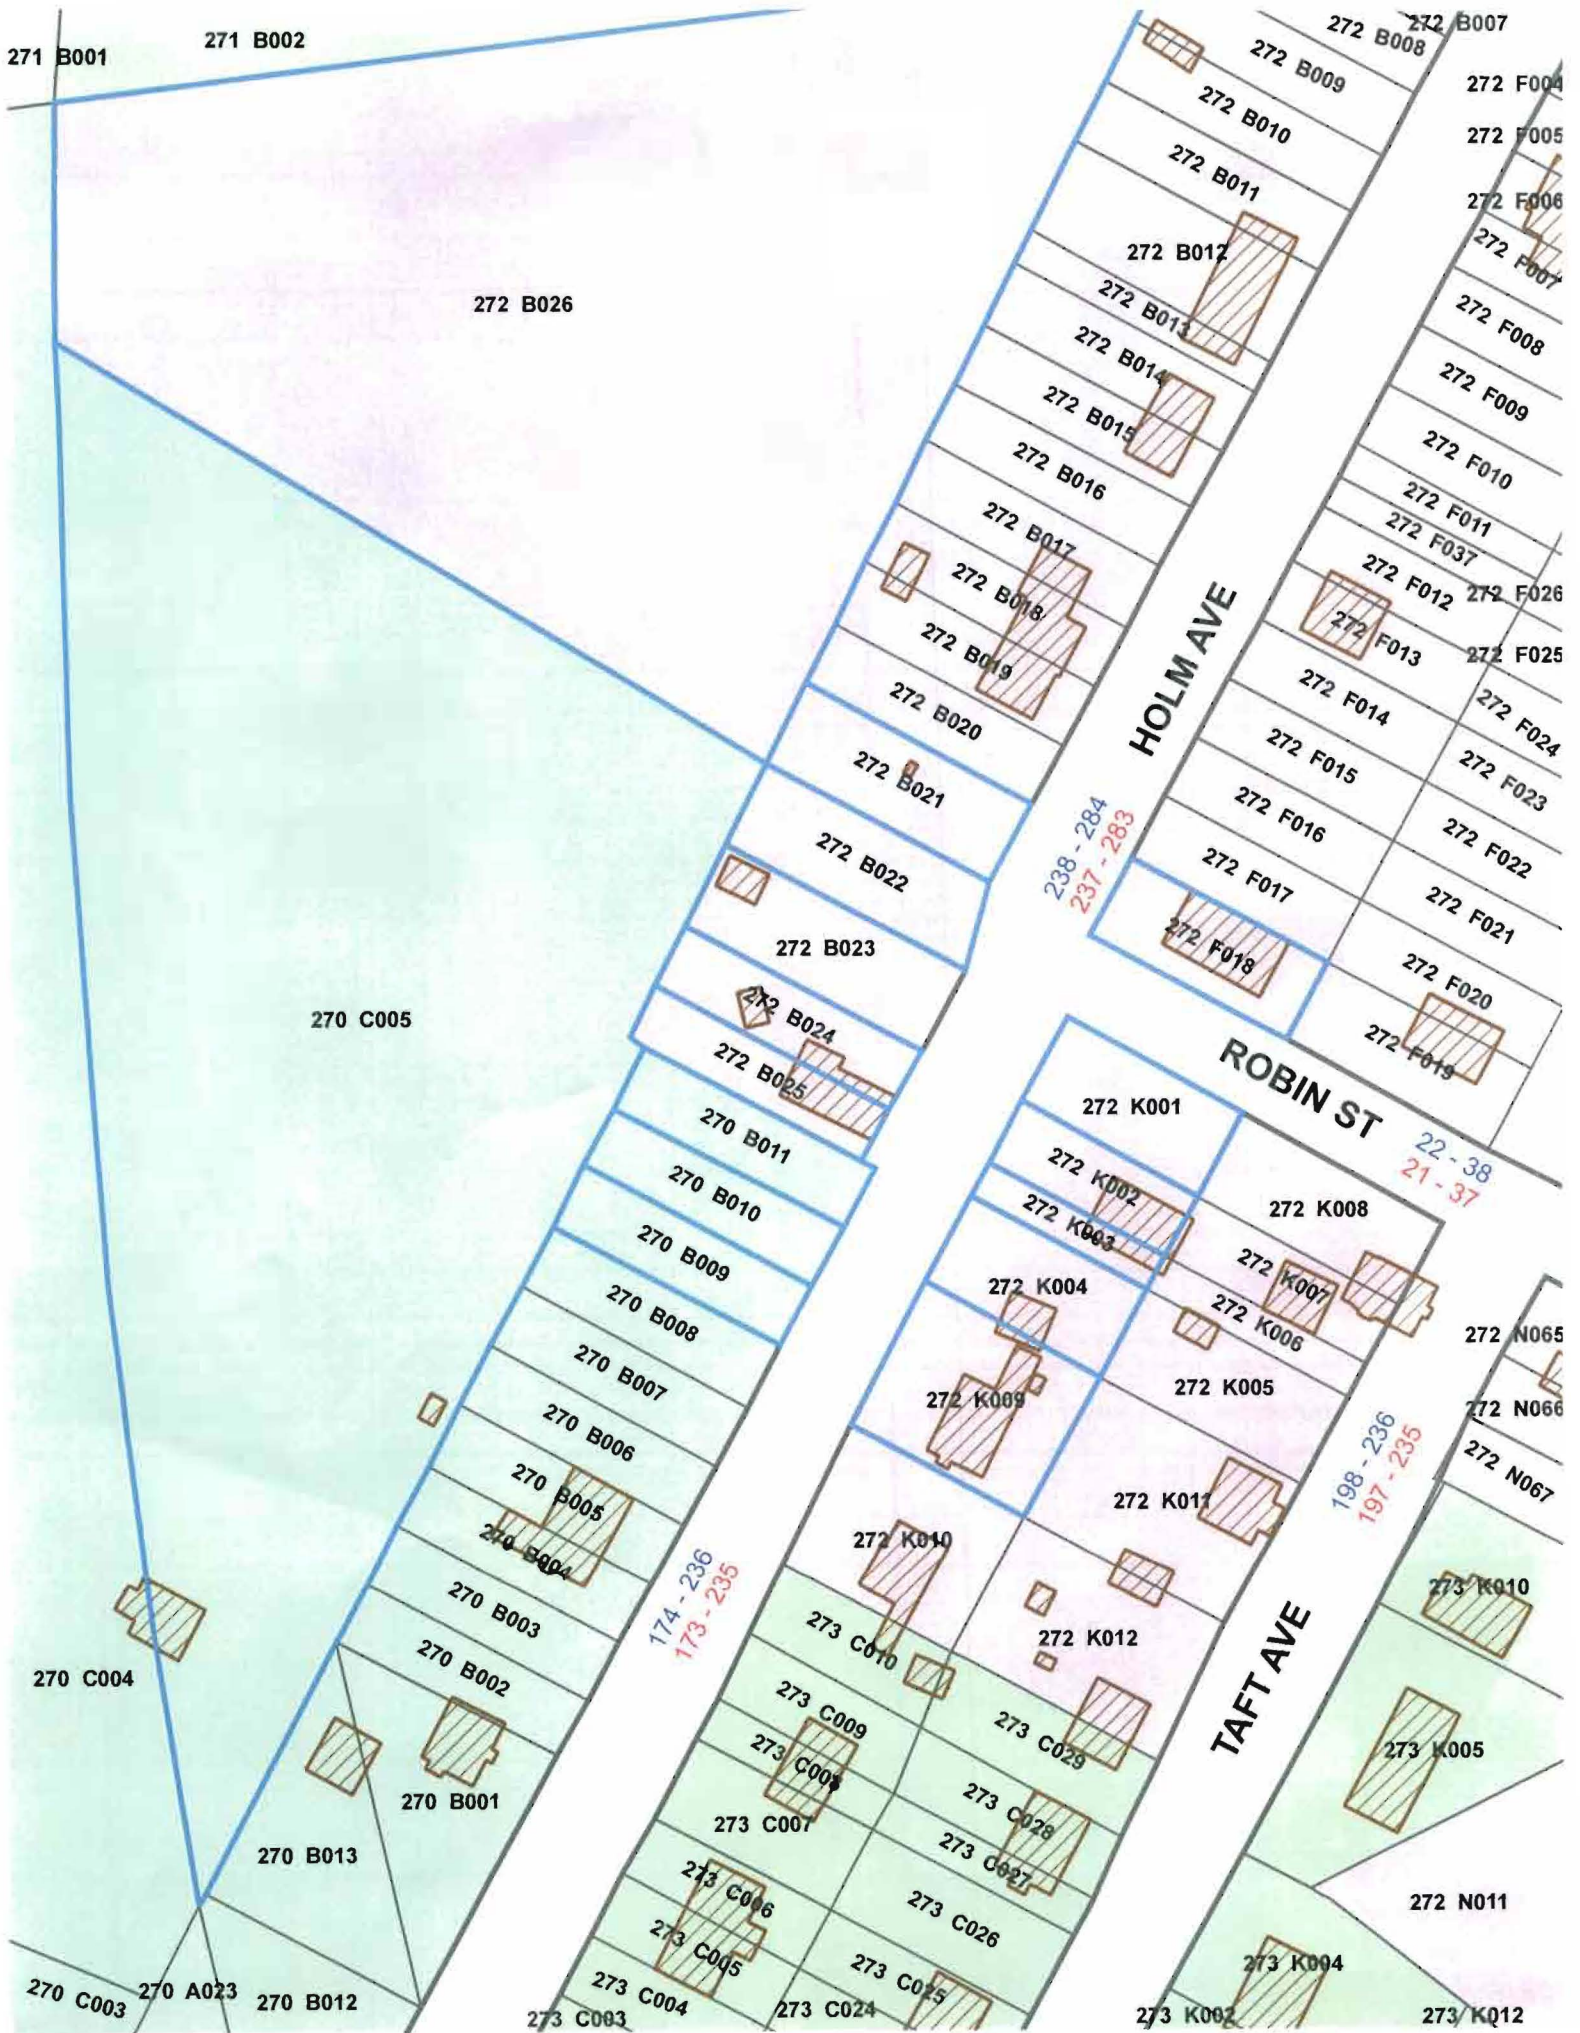 271 B001
271 B002
272 B007
272 B008
272 B009
272 B010
272 B011
272 B012
272 B013
272 B014
272 B015
272 B016
272 B017
272 B018
272 B019
272 B020
272 B021
272 B022
272 B023
272 B024
272 B025
272 B026
272 F004
272 F005
272 F006
272 F007
272 F008
272 F009
272 F010
272 F011
272 F037
272 F012
272 F026
272 F013
272 F025
272 F014
272 F024
272 F015
272 F023
272 F016
272 F022
272 F017
272 F021
272 F018
272 F020
272 F019
HOLM AVE
238 - 284
237 - 283
ROBIN ST
22 - 38
21 - 37
270 C005
270 B011
270 B010
270 B009
270 B008
270 B007
270 B006
270 B005
270 B004
270 B003
270 B002
270 B001
270 B013
270 C004
270 C003
270 A023
270 B012
174 - 236
173 - 235
272 K001
272 K002
272 K003
272 K004
272 K008
272 K007
272 K006
272 K005
272 K009
272 K011
272 K010
272 K012
198 - 236
197 - 235
TAFT AVE
272 N065
272 N066
272 N067
273 K010
273 K005
272 N011
273 K004
273 K002
273 K012
273 C010
273 C009
273 C008
273 C007
273 C006
273 C005
273 C004
273 C003
273 C029
273 C028
273 C027
273 C026
273 C025
273 C024